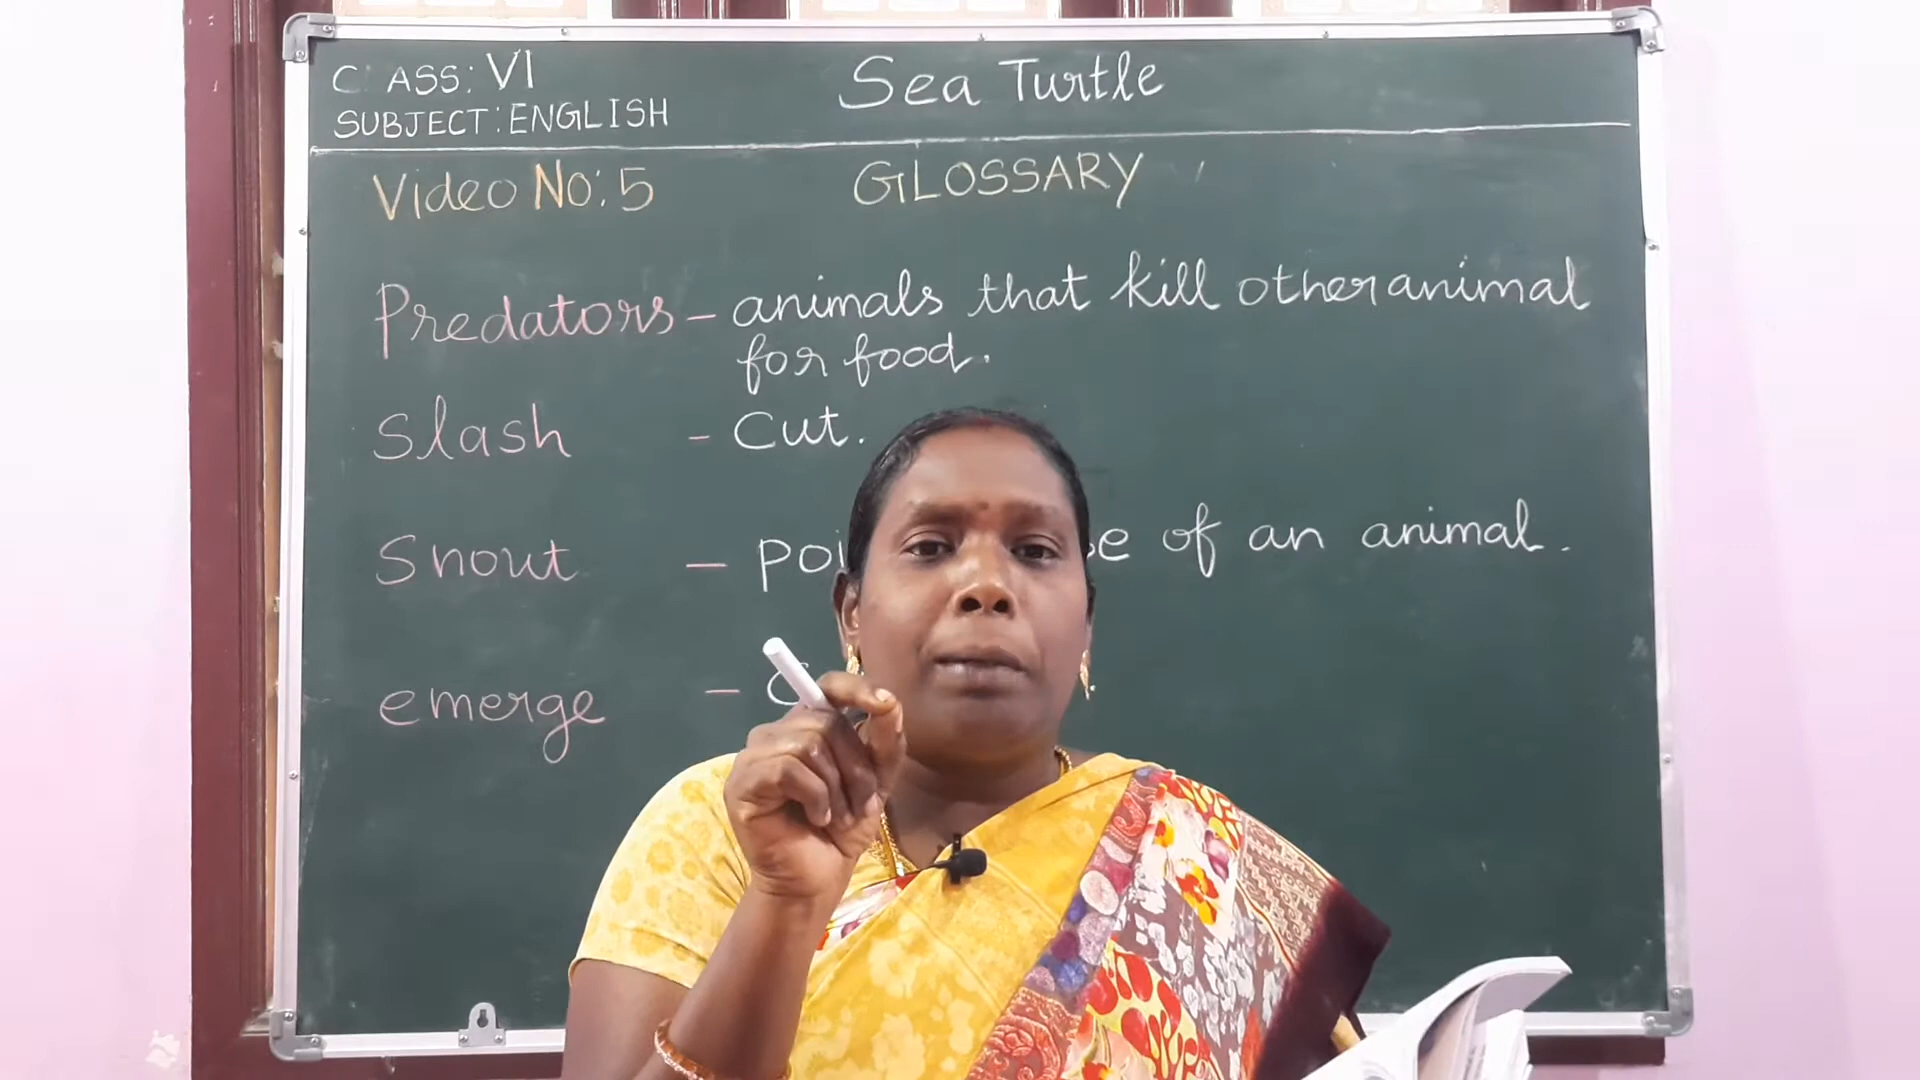 C ASS: VI
Sea Turtle
SUBJECT: ENGLISH
Video No: 5
GLOSSARY
Predators - animals that kill other animal
for food.
Slash - Cut.
Snout - of an animal.
emerge -